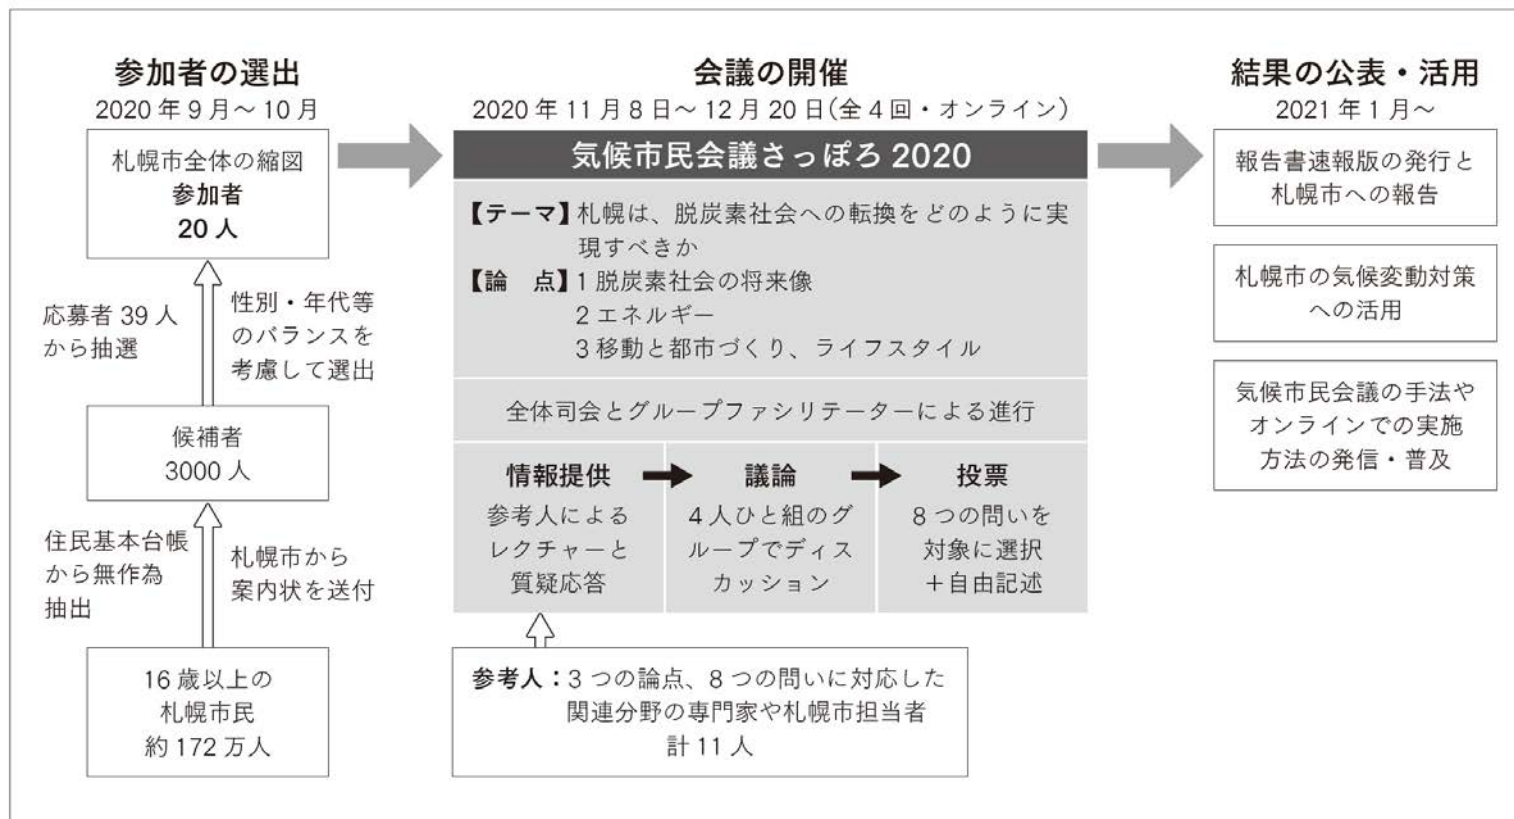 参加者の選出
2020年9月〜10月
札幌市全体の縮図
参加者
20人
応募者39人
から抽選
性別・年代等
のバランスを
考慮して選出
候補者
3000人
住民基本台帳
から無作為
抽出
札幌市から
案内状を送付
16歳以上の
札幌市民
約172万人
会議の開催
2020年11月8日〜12月20日(全4回・オンライン)
気候市民会議さっぽろ2020
【テーマ】札幌は、脱炭素社会への転換をどのように実
現すべきか
【論　点】1 脱炭素社会の将来像
2 エネルギー
3 移動と都市づくり、ライフスタイル
全体司会とグループファシリテーターによる進行
情報提供
参考人による
レクチャーと
質疑応答
議論
4人ひと組のグ
ループでディス
カッション
投票
8つの問いを
対象に選択
＋自由記述
参考人：3つの論点、8つの問いに対応した
関連分野の専門家や札幌市担当者
計11人
結果の公表・活用
2021年1月〜
報告書速報版の発行と
札幌市への報告
札幌市の気候変動対策
への活用
気候市民会議の手法や
オンラインでの実施
方法の発信・普及